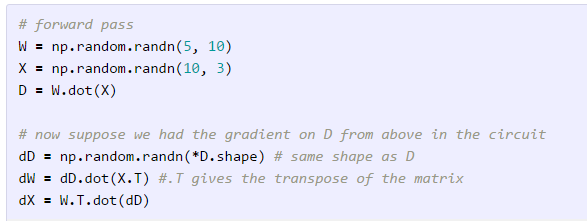 # forward pass
W = np.random.randn(5, 10)
X = np.random.randn(10, 3)
D = W.dot(X)
# now suppose we had the gradient on D from above in the circuit
dD = np.random.randn(*D.shape) # same shape as D
dW = dD.dot(X.T) #.T gives the transpose of the matrix
dX = W.T.dot(dD)